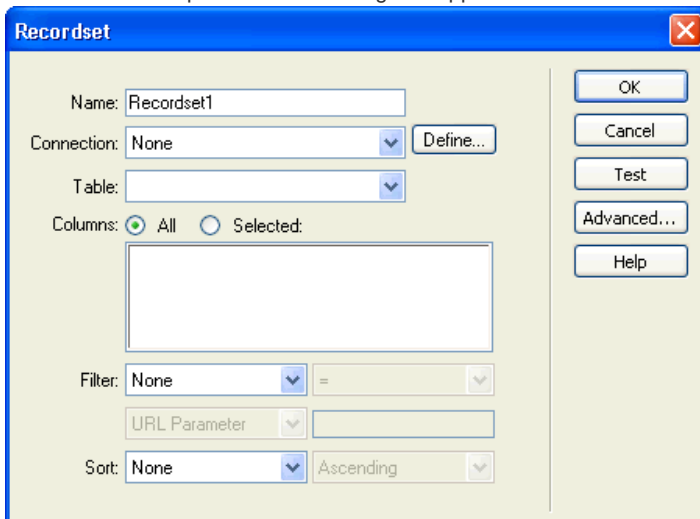 Recordset
Name: Recordset1
Connection: None Define...
Table:
Columns: All Selected:
Filter: None =
URL Parameter
Sort: None Ascending
OK
Cancel
Test
Advanced...
Help